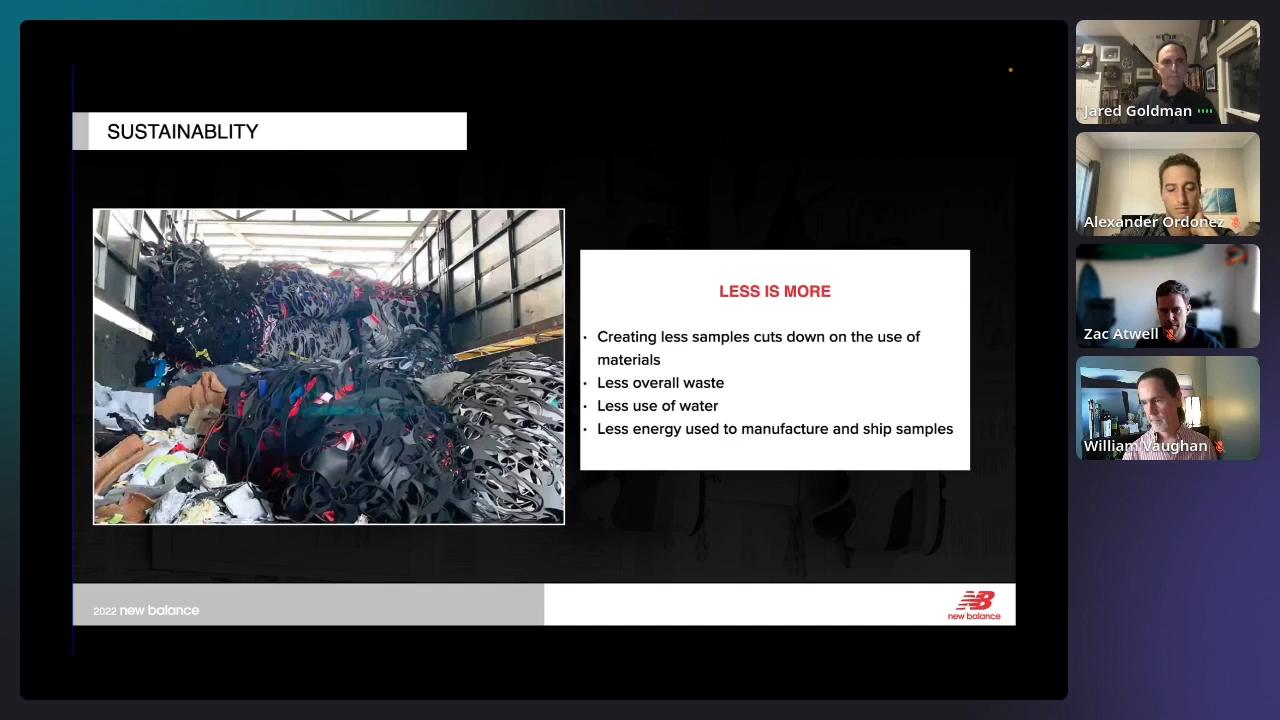 SUSTAINABLITY
LESS IS MORE
• Creating less samples cuts down on the use of
materials
• Less overall waste
• Less use of water
• Less energy used to manufacture and ship samples
2022 new balance
NB
new balance
Jared Goldman
Alexander Ordonez
Zac Atwell
William Vaughan